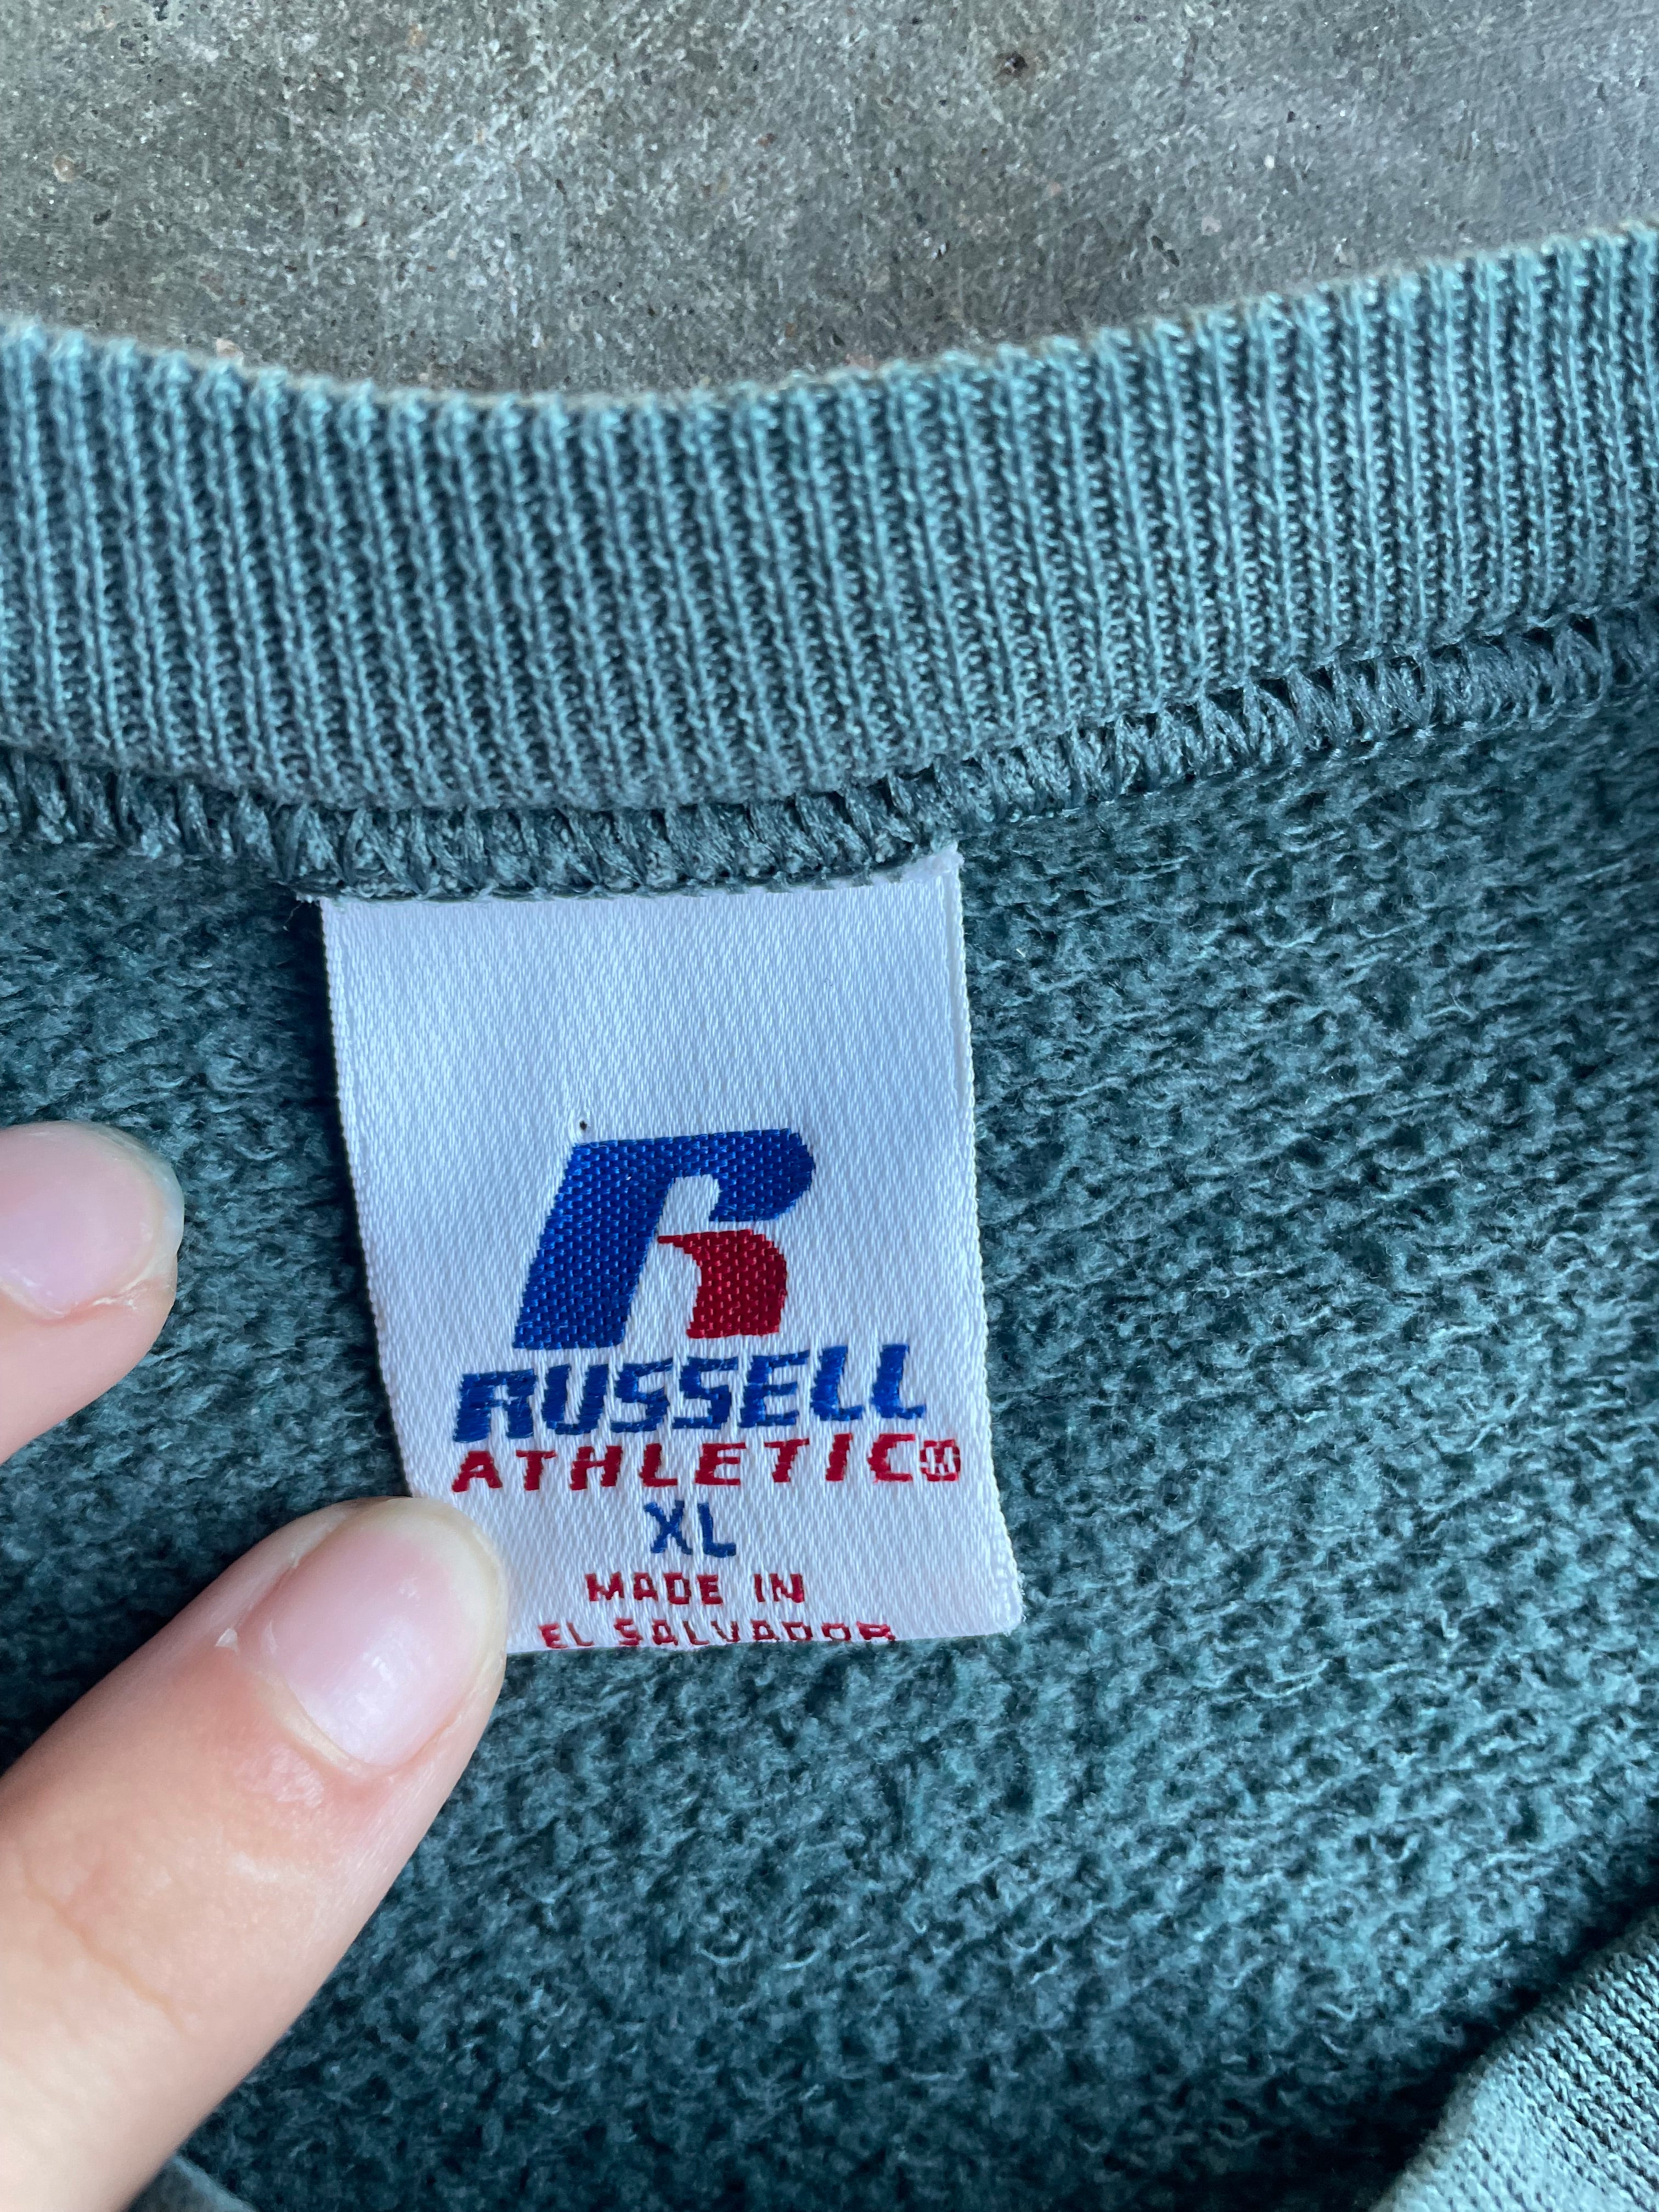 R
RUSSELL
ATHLETIC®
XL
MADE IN
EL SALVADOR